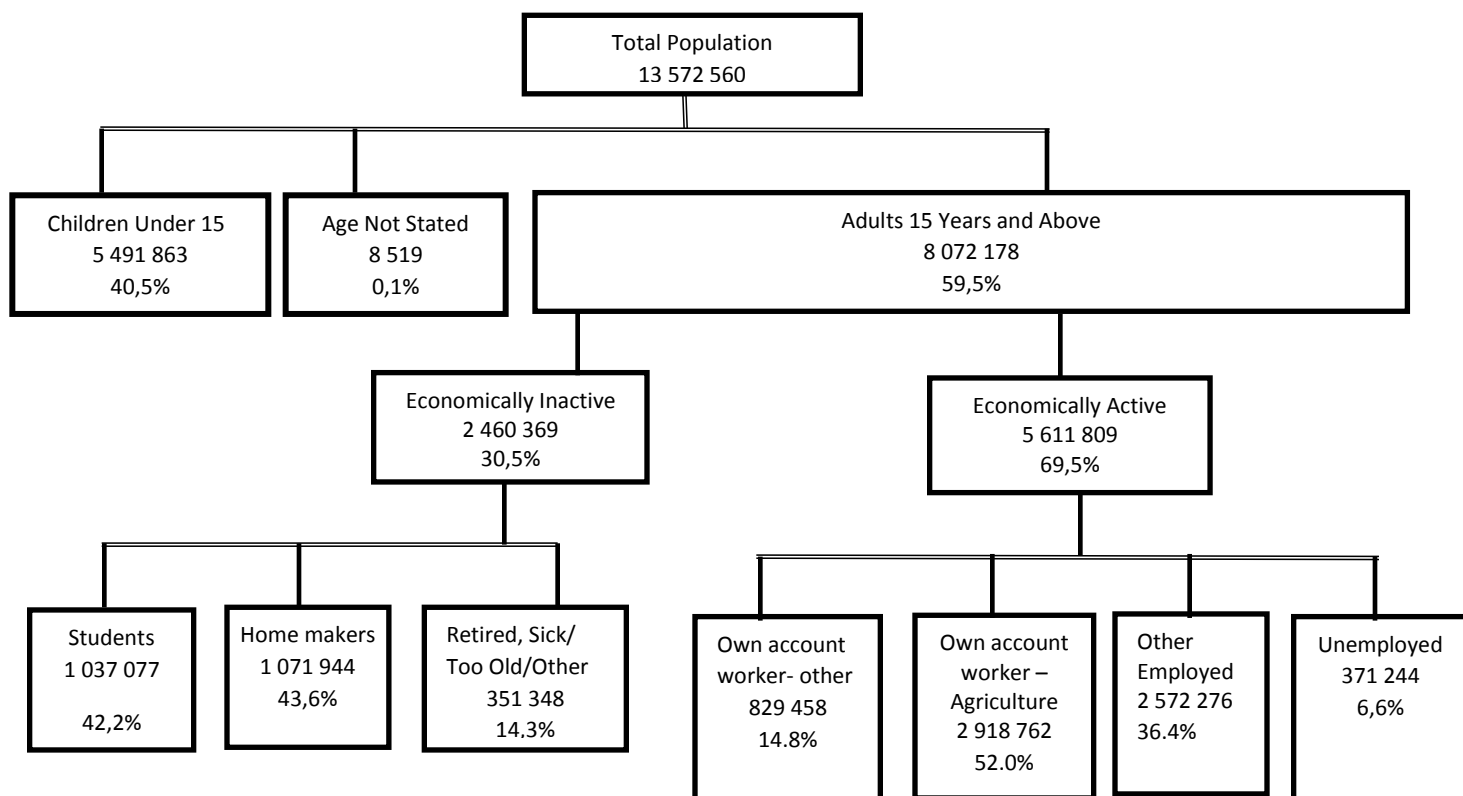 Total Population
13 572 560
Children Under 15
5 491 863
40,5%
Age Not Stated
8 519
0,1%
Adults 15 Years and Above
8 072 178
59,5%
Economically Inactive
2 460 369
30,5%
Economically Active
5 611 809
69,5%
Students
1 037 077
42,2%
Home makers
1 071 944
43,6%
Retired, Sick/
Too Old/Other
351 348
14,3%
Own account
worker- other
829 458
14.8%
Own account
worker –
Agriculture
2 918 762
52.0%
Other
Employed
2 572 276
36.4%
Unemployed
371 244
6,6%